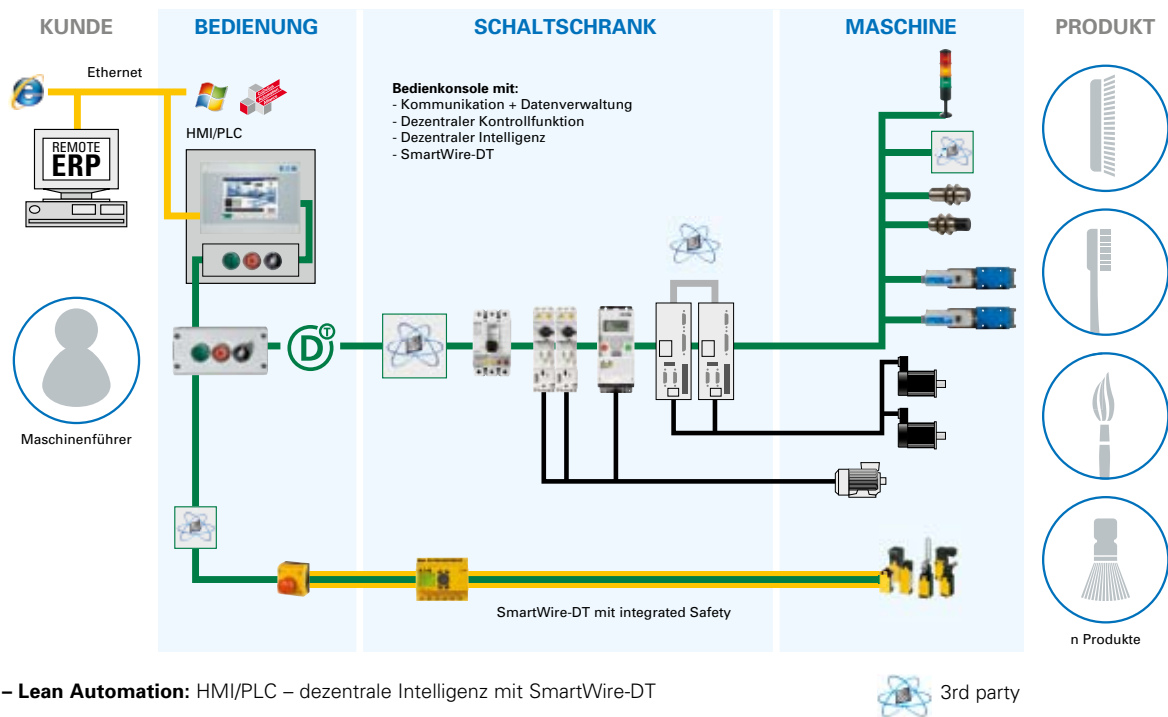 KUNDE
BEDIENUNG
SCHALTSCHRANK
MASCHINE
PRODUKT
Ethernet
HMI/PLC
REMOTE
ERP
Bedienkonsole mit:
- Kommunikation + Datenverwaltung
- Dezentraler Kontrollfunktion
- Dezentraler Intelligenz
- SmartWire-DT
D
T
Maschinenführer
SmartWire-DT mit integrated Safety
n Produkte
– Lean Automation: HMI/PLC – dezentrale Intelligenz mit SmartWire-DT
3rd party